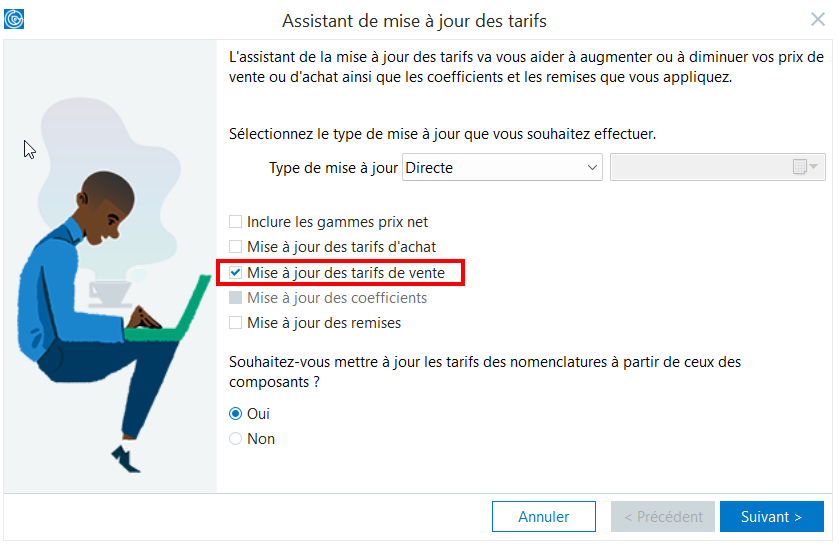 Assistant de mise à jour des tarifs
L'assistant de la mise à jour des tarifs va vous aider à augmenter ou à diminuer vos prix de
vente ou d'achat ainsi que les coefficients et les remises que vous appliquez.
Sélectionnez le type de mise à jour que vous souhaitez effectuer.
Type de mise à jour Directe
Inclure les gammes prix net
Mise à jour des tarifs d'achat
Mise à jour des tarifs de vente
Mise à jour des coefficients
Mise à jour des remises
Souhaitez-vous mettre à jour les tarifs des nomenclatures à partir de ceux des
composants ?
Oui
Non
Annuler < Précédent Suivant >